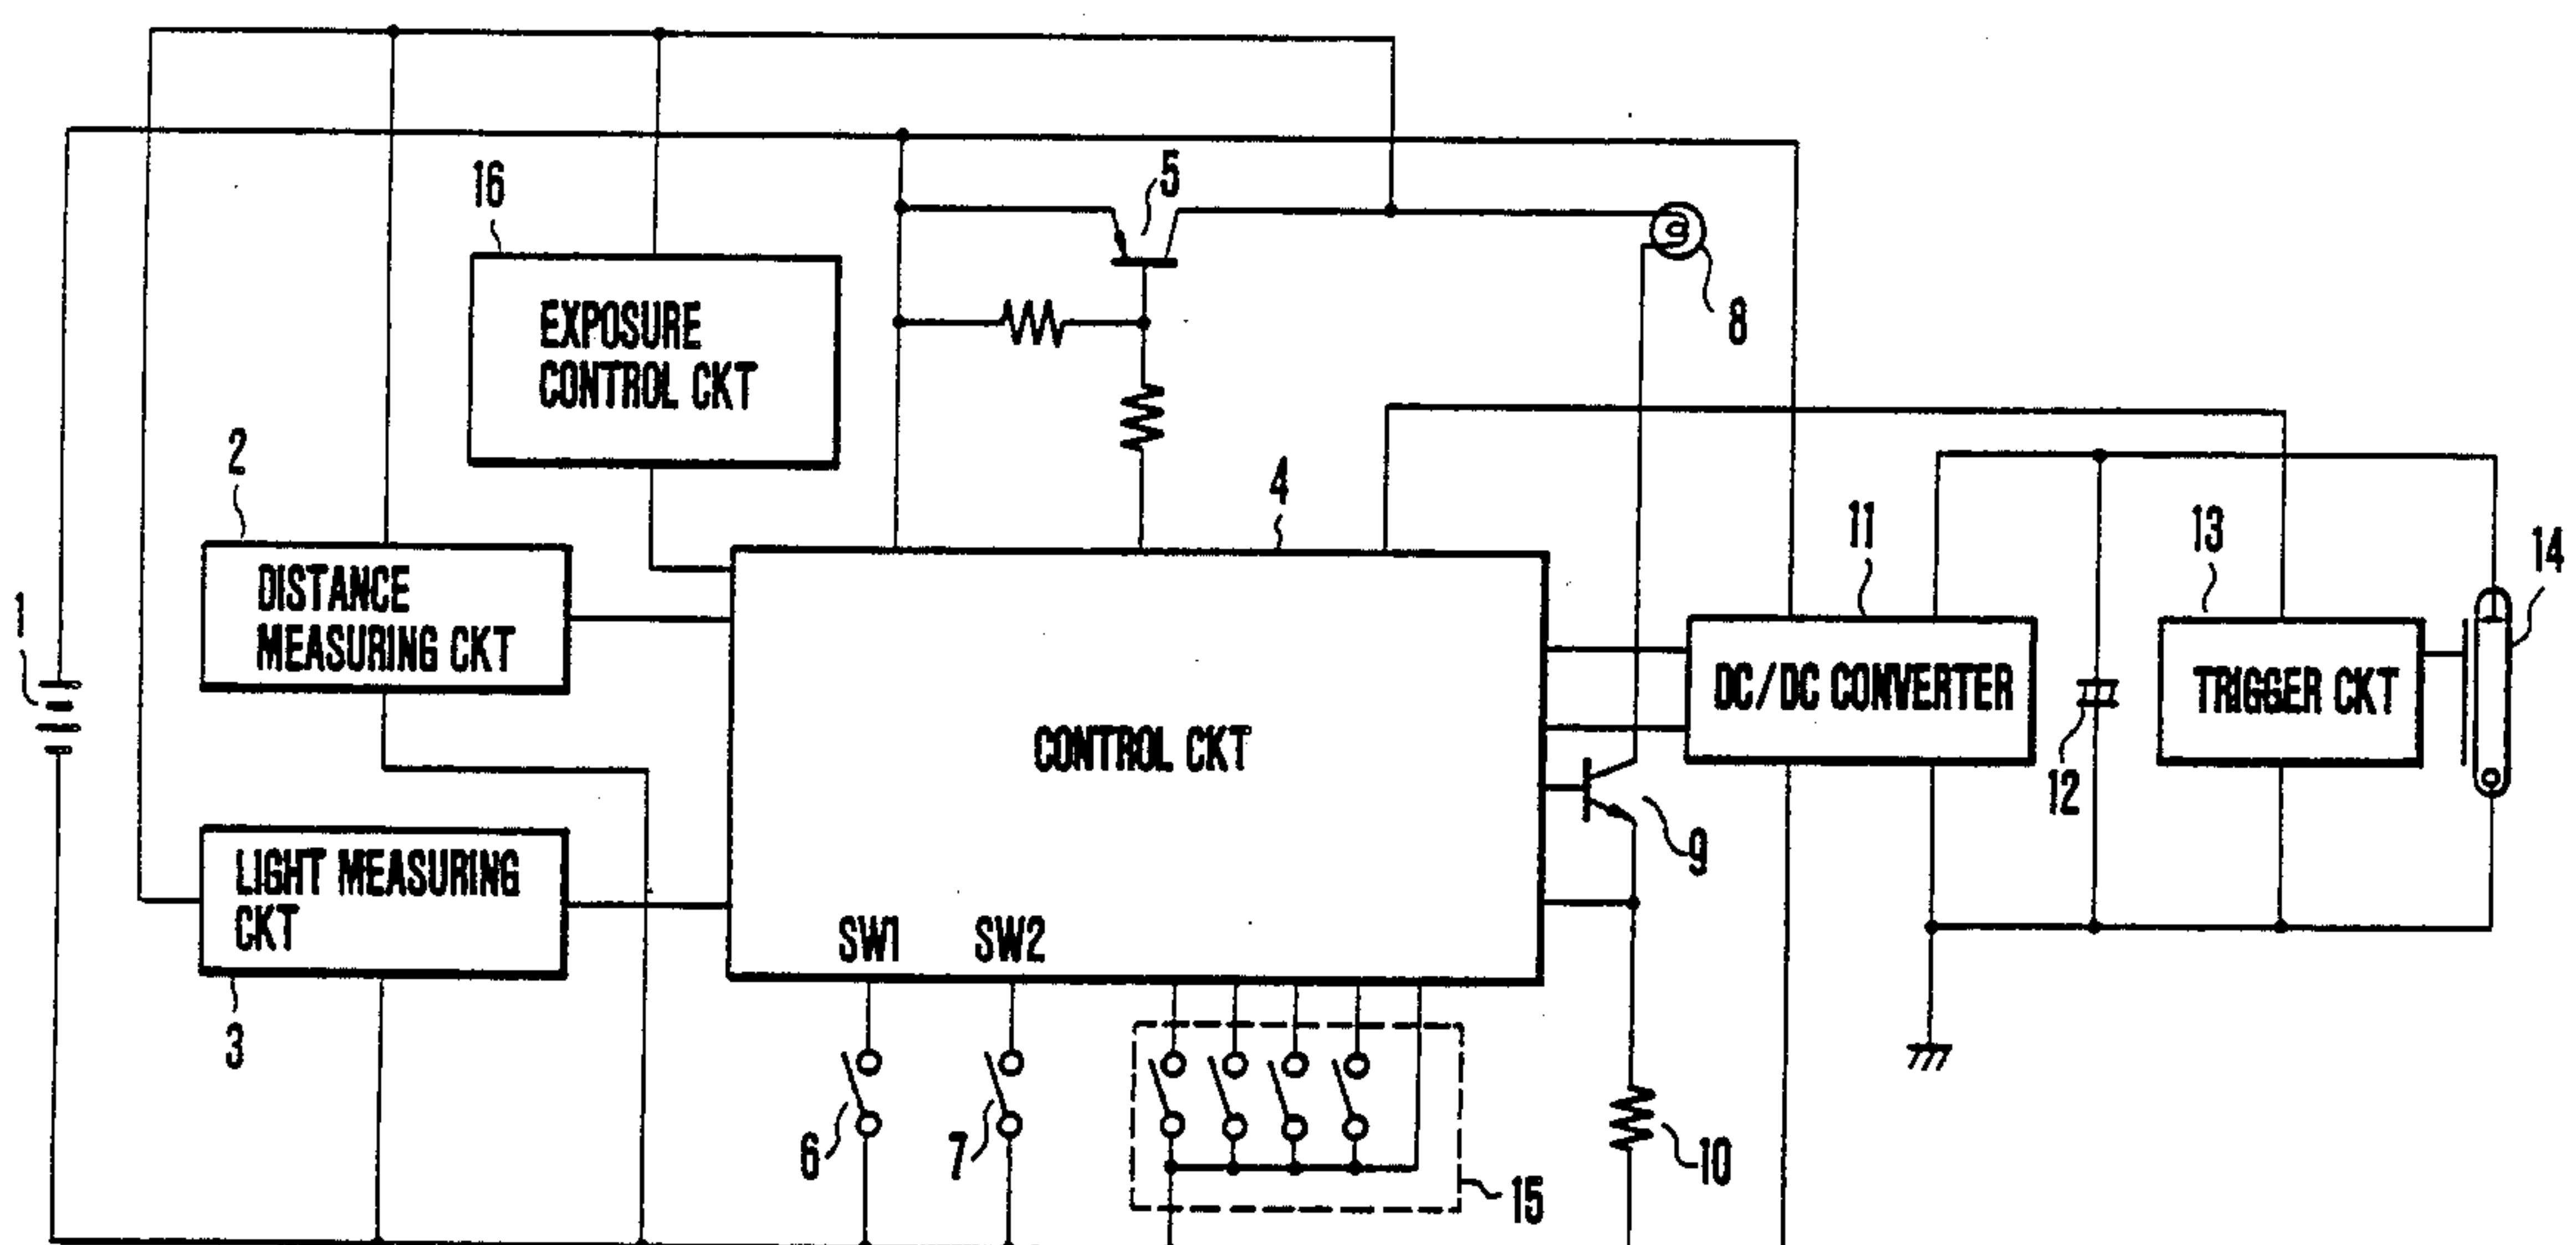 5
16
EXPOSURE
CONTROL CKT
8
2
4
11
13
14
1
DISTANCE
MEASURING CKT
DC/DC CONVERTER
TRIGGER CKT
CONTROL CKT
12
9
LIGHT MEASURING
CKT
SW1
SW2
3
6
7
10
15